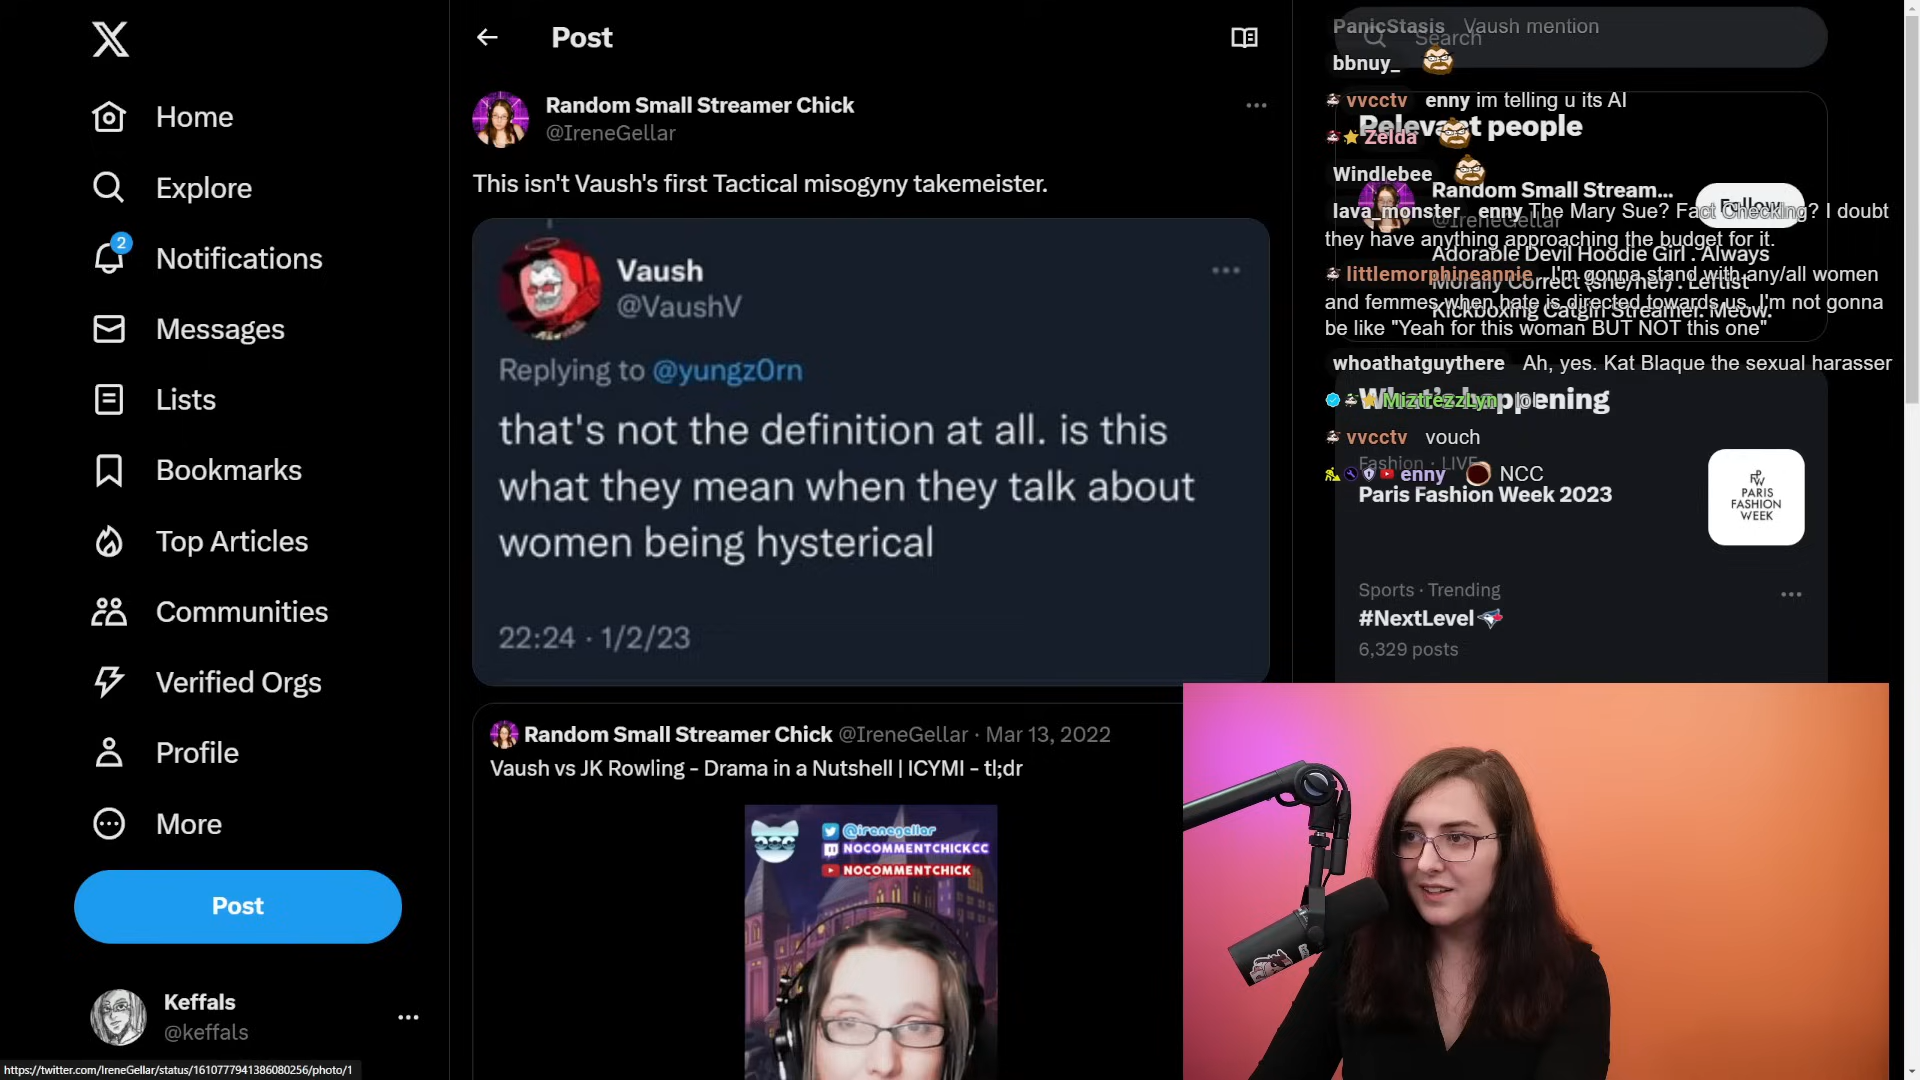 Home
Explore
2
Notifications
Messages
Lists
Bookmarks
Top Articles
Communities
Verified Orgs
Profile
More
Post
Keffals
@keffals
https://twitter.com/IreneGellar/status/1610777941386080256/photo/1
Post
Random Small Streamer Chick
@IreneGellar
This isn't Vaush's first Tactical misogyny takemeister.
Vaush
@VaushV
Replying to @yungz0rn
that's not the definition at all. is this
what they mean when they talk about
women being hysterical
22:24 · 1/2/23
Random Small Streamer Chick @IreneGellar · Mar 13, 2022
Vaush vs JK Rowling - Drama in a Nutshell | ICYMI - tl;dr
@irenegellar
NOCOMMENTCHICKCC
NOCOMMENTCHICK
Search
Relevant people
Random Small Stream...
@IreneGellar
Follow
Adorable Devil Hoodie Girl . Always
Morally Correct (she/her) . Leftist
Kickboxing Catgirl Streamer. Meow.
What's happening
Fashion · LIVE
Paris Fashion Week 2023
PARIS
FASHION
WEEK
Sports · Trending
#NextLevel
6,329 posts
PanicStasis Vaush mention
bbnuy_
vvcctv enny im telling u its AI
Zelda
Windlebee
lava_monster enny The Mary Sue? Fact Checking? I doubt
they have anything approaching the budget for it.
littlemorphineannie ...I'm gonna stand with any/all women
and femmes when hate is directed towards us. I'm not gonna
be like "Yeah for this woman BUT NOT this one"
whoathatguythere Ah, yes. Kat Blaque the sexual harasser
MiztrezzLyn lol
vvcctv vouch
enny NCC